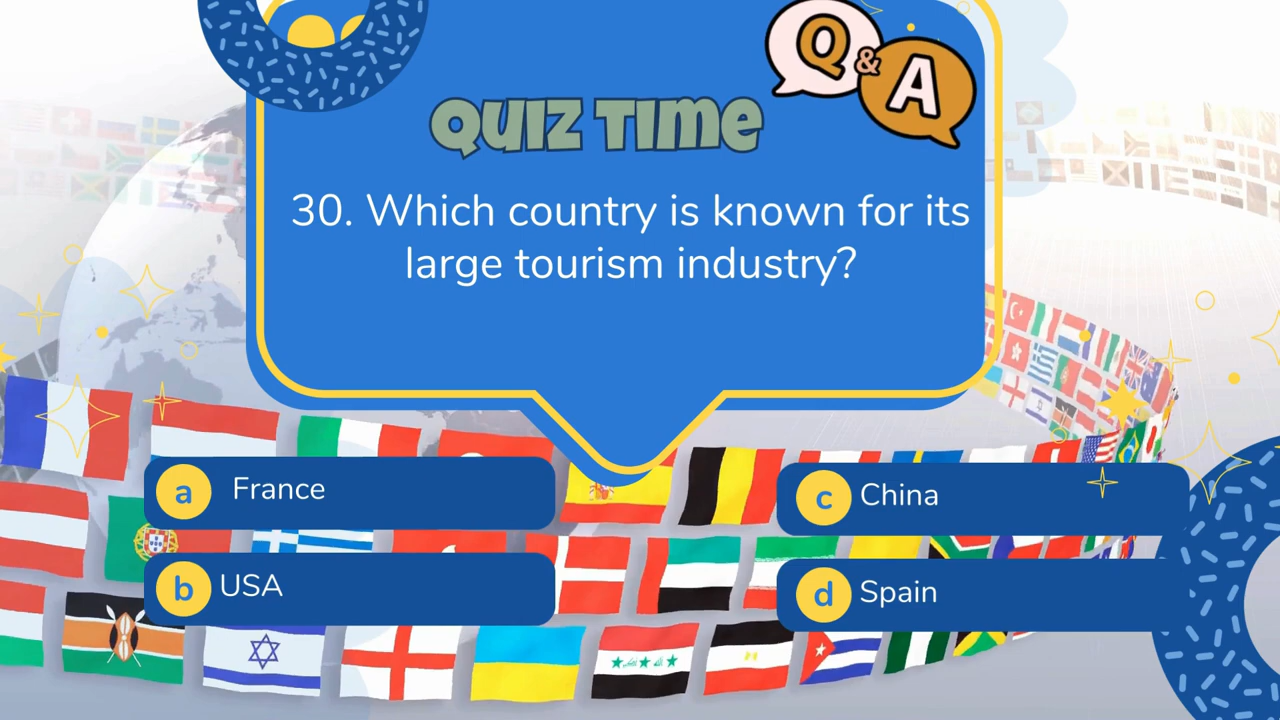 Q & A
QUIZ TIME
30. Which country is known for its
large tourism industry?
a France
b USA
c China
d Spain